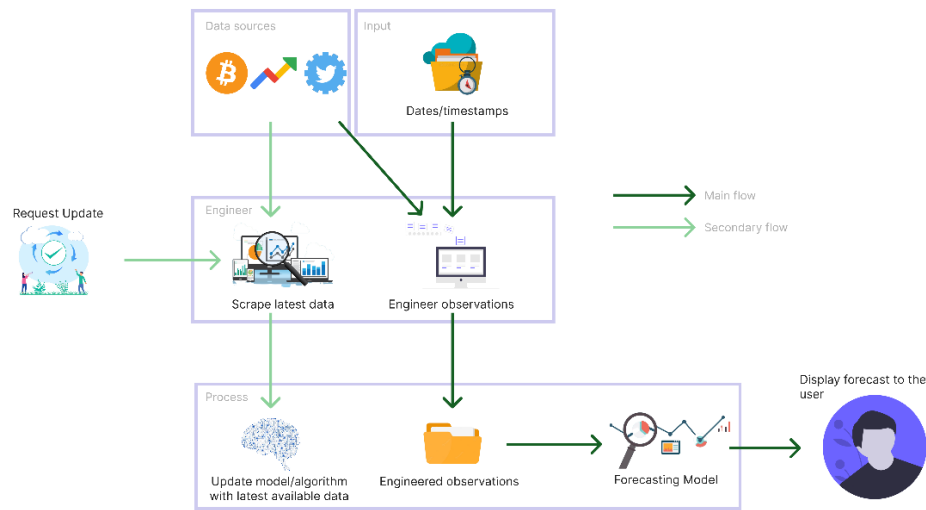 Data sources
Input
Dates/timestamps
Main flow
Secondary flow
Request Update
Engineer
Scrape latest data
Engineer observations
Display forecast to the
user
Process
Update model/algorithm
with latest available data
Engineered observations
Forecasting Model